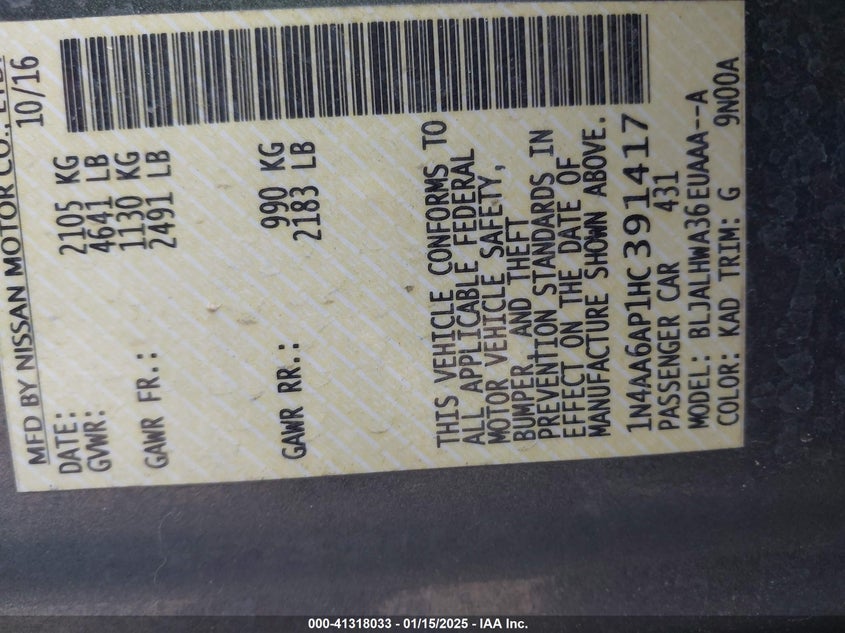 MFD BY NISSAN MOTOR CO., LTD.
DATE: 10/16
GVWR: 2105 KG
4641 LB
GAWR FR.: 1130 KG
2491 LB
GAWR RR.: 990 KG
2183 LB
THIS VEHICLE CONFORMS TO
ALL APPLICABLE FEDERAL
MOTOR VEHICLE SAFETY,
BUMPER AND THEFT
PREVENTION STANDARDS IN
EFFECT ON THE DATE OF
MANUFACTURE SHOWN ABOVE.
1N4AA6AP1HC391417
PASSENGER CAR 431
MODEL: BLJALHWA36EUAAA--A
COLOR: KAD TRIM: G 9N00A
000-41318033 - 01/15/2025 - IAA Inc.